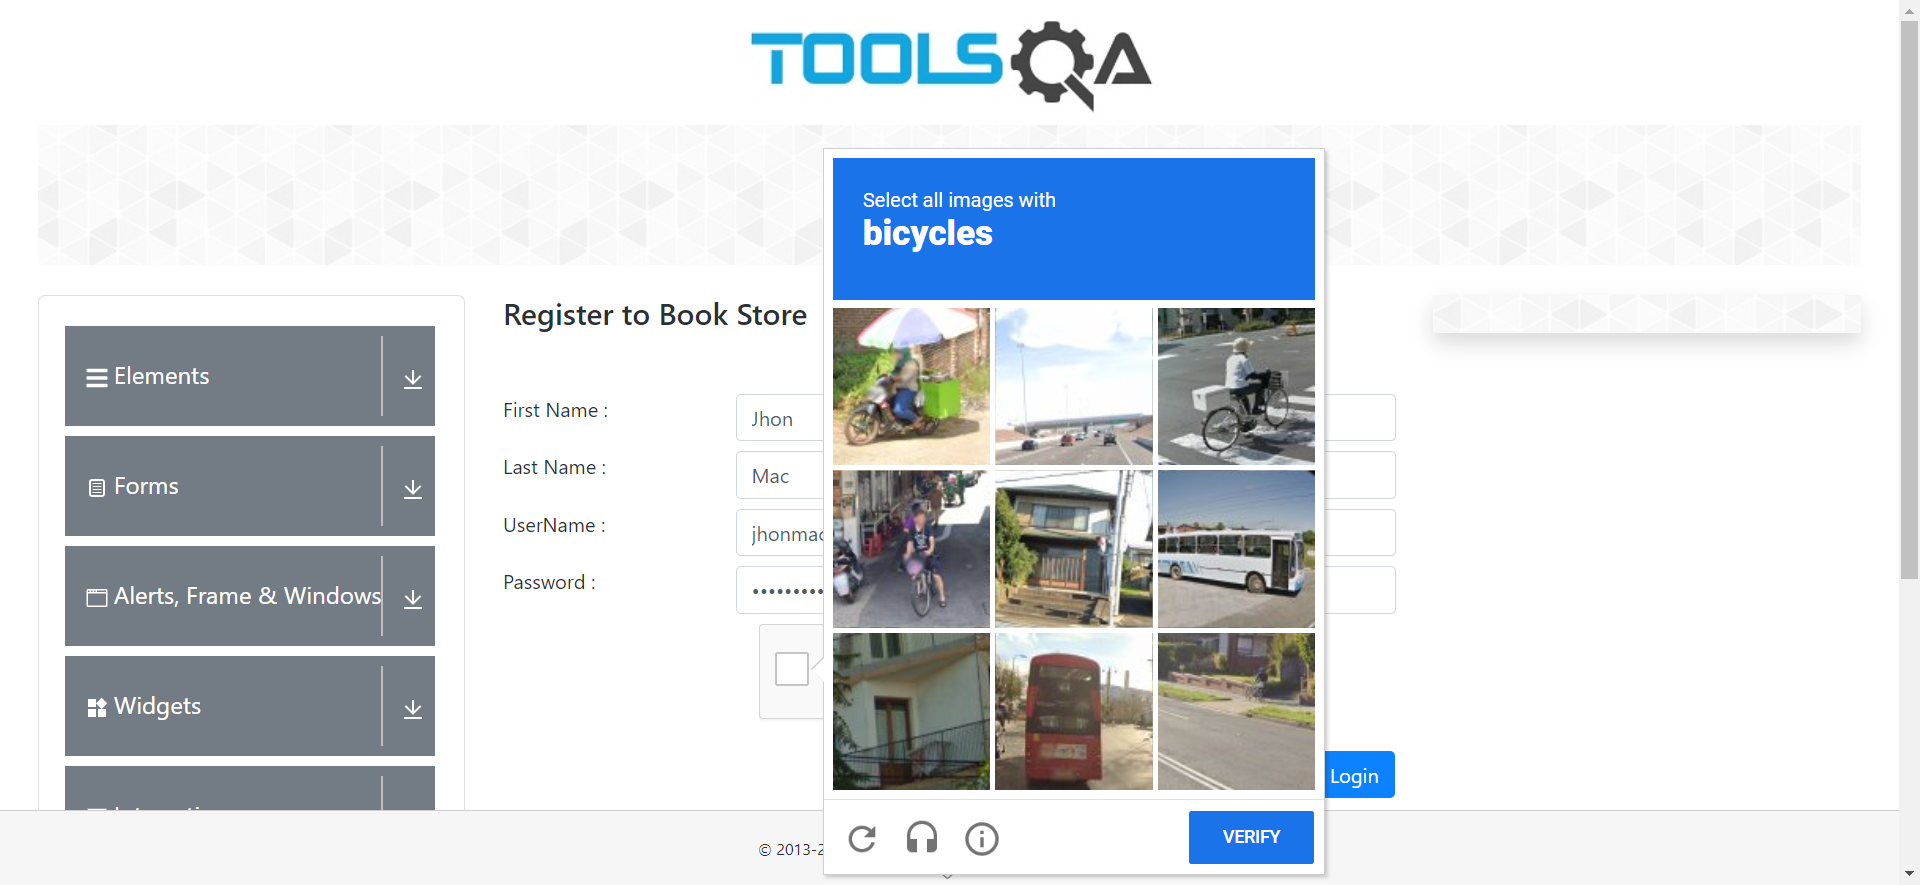 TOOLSQA
Select all images with
bicycles
Register to Book Store
Elements
Forms
Alerts, Frame & Windows
Widgets
First Name :
Jhon
Last Name :
Mac
UserName :
jhonmac
Password :
••••••••••
Login
VERIFY
© 2013-2